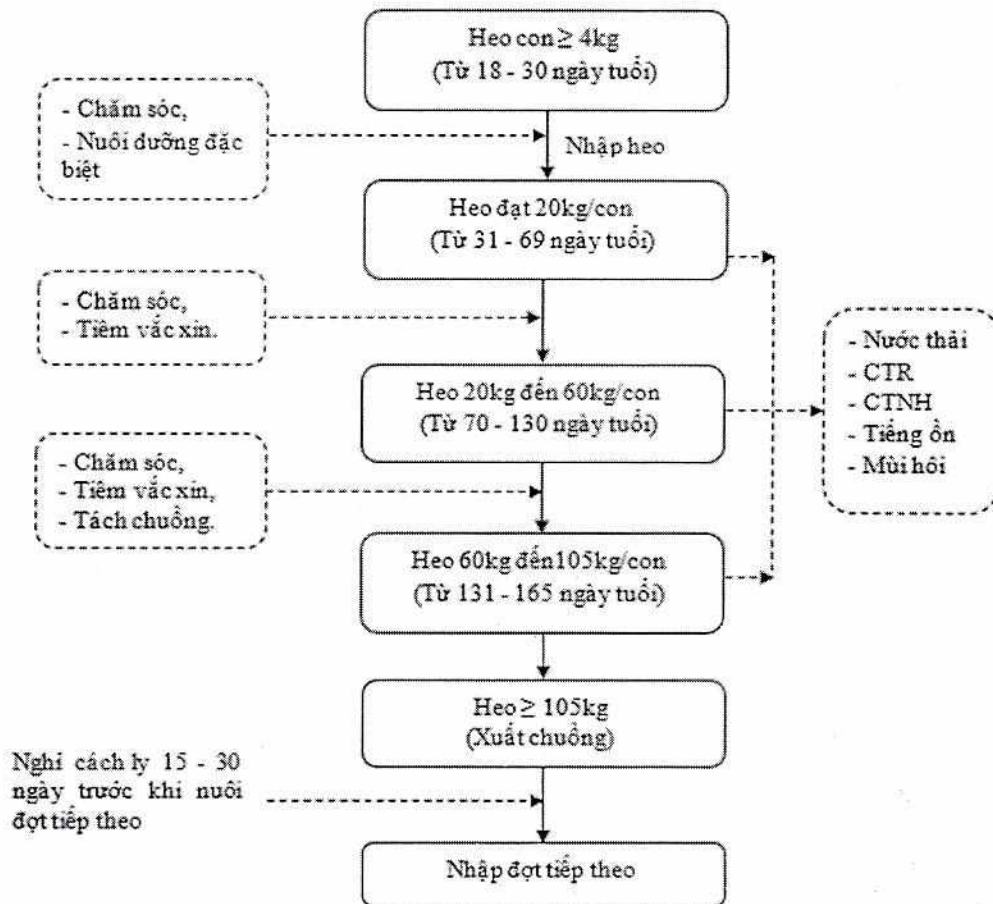 Heo con ≥ 4kg
(Từ 18 - 30 ngày tuổi)
- Chăm sóc,
- Nuôi dưỡng đặc
biệt
Nhập heo
Heo đạt 20kg/con
(Từ 31 - 69 ngày tuổi)
- Chăm sóc,
- Tiêm vắc xin.
Heo 20kg đến 60kg/con
(Từ 70 - 130 ngày tuổi)
- Nước thải
- CTR
- CTNH
- Tiếng ồn
- Mùi hôi
- Chăm sóc,
- Tiêm vắc xin,
- Tách chuồng.
Heo 60kg đến105kg/con
(Từ 131 - 165 ngày tuổi)
Heo ≥ 105kg
(Xuất chuồng)
Nghỉ cách ly 15 - 30
ngày trước khi nuôi
đợt tiếp theo
Nhập đợt tiếp theo